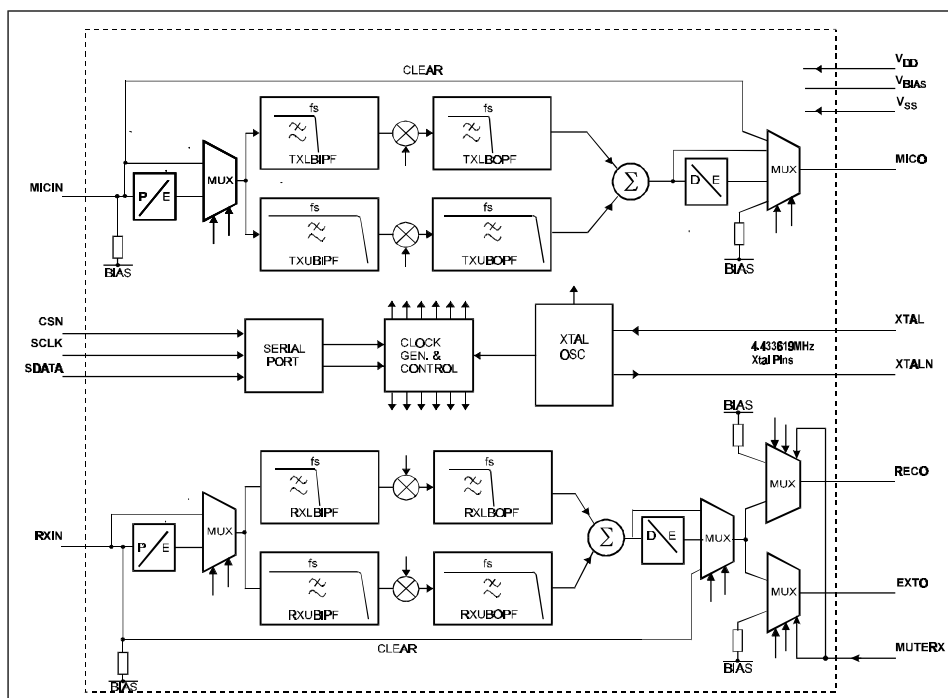 CLEAR
VDD
VBIAS
VSS
fs
TXLBIPF
fs
TXLBOPF
MUX
MICIN
P/E
Σ
D/E
MUX
MICO
fs
TXUBIPF
fs
TXUBOPF
BIAS
BIAS
CSN
SCLK
SDATA
SERIAL
PORT
CLOCK
GEN. &
CONTROL
XTAL
OSC
4.433619MHz
Xtal Pins
XTAL
XTALN
BIAS
fs
RXLBIPF
fs
RXLBOPF
MUX
RECO
RXIN
P/E
MUX
Σ
D/E
MUX
fs
RXUBIPF
fs
RXUBOPF
MUX
EXTO
CLEAR
BIAS
BIAS
MUTERX